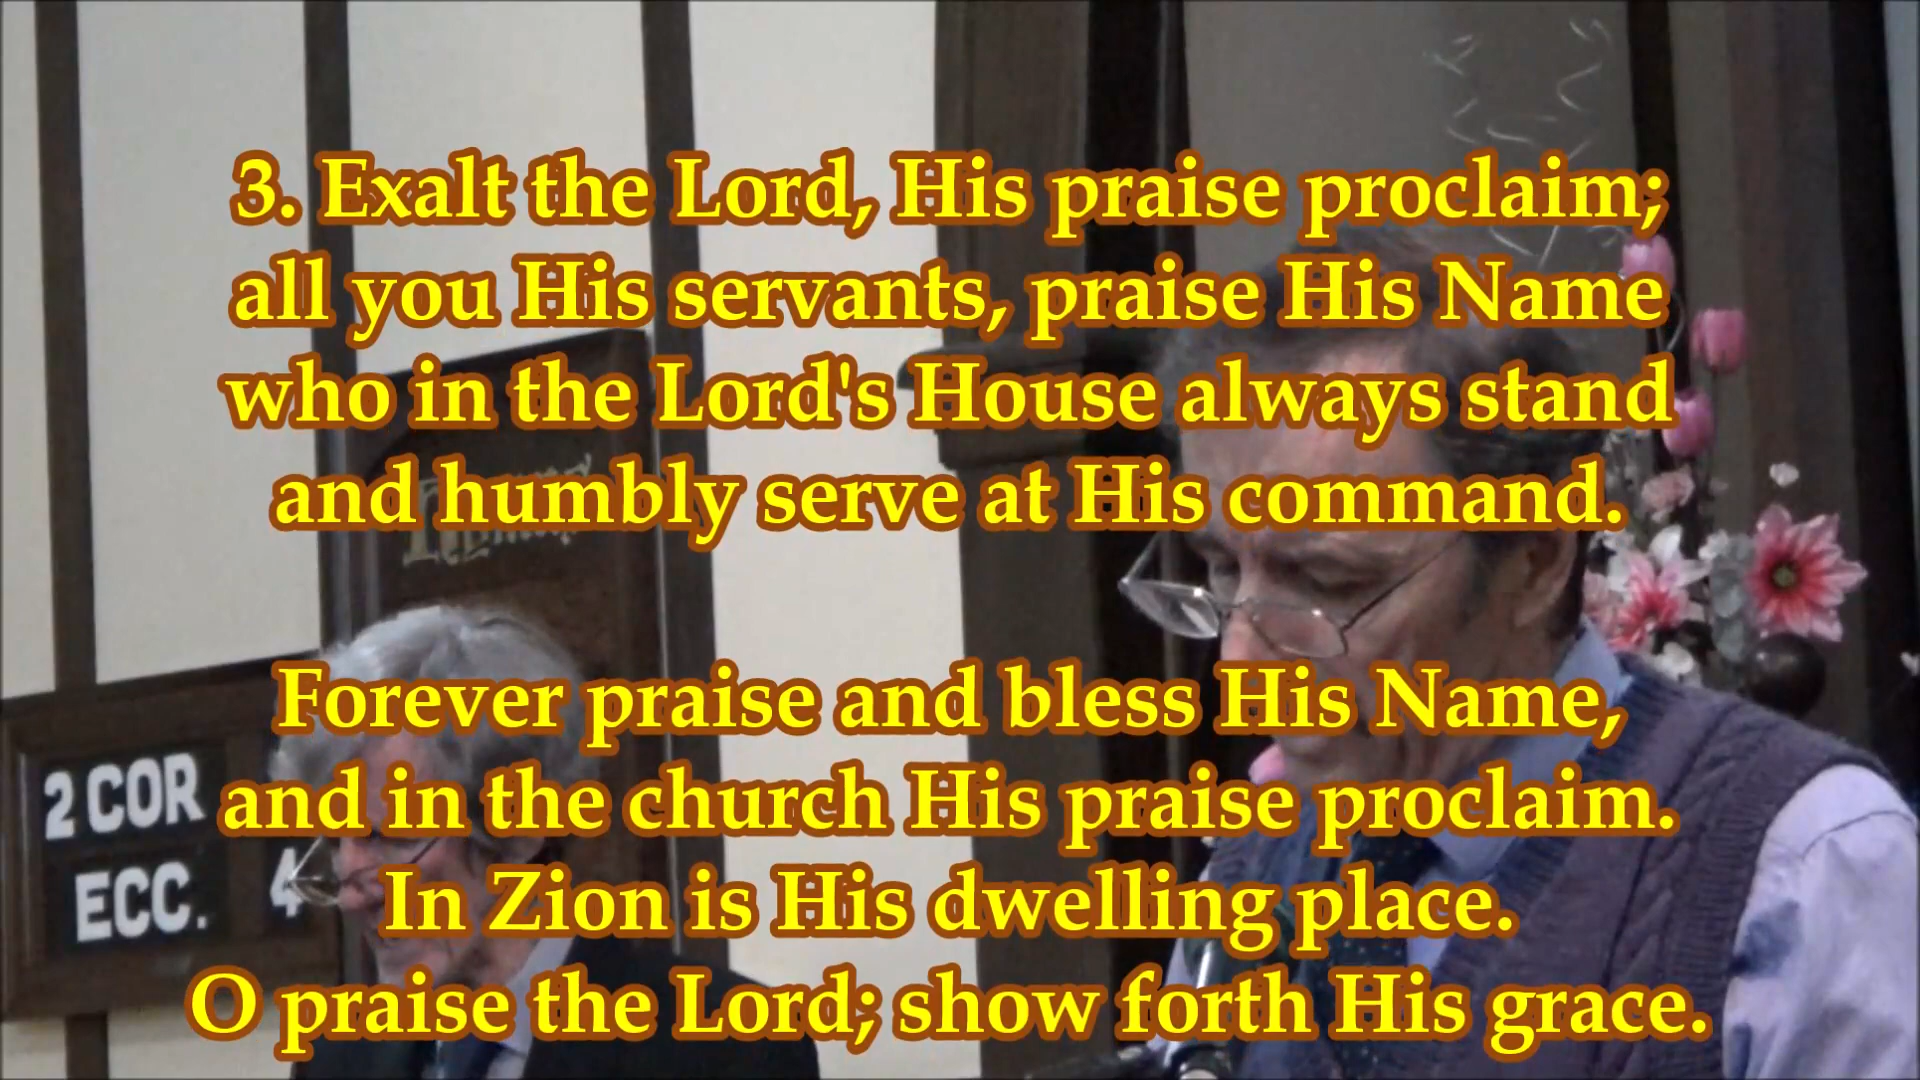 3. Exalt the Lord, His praise proclaim;
all you His servants, praise His Name
who in the Lord's House always stand
and humbly serve at His command.
Forever praise and bless His Name,
and in the church His praise proclaim.
In Zion is His dwelling place.
O praise the Lord; show forth His grace.
2 COR
ECC. 4